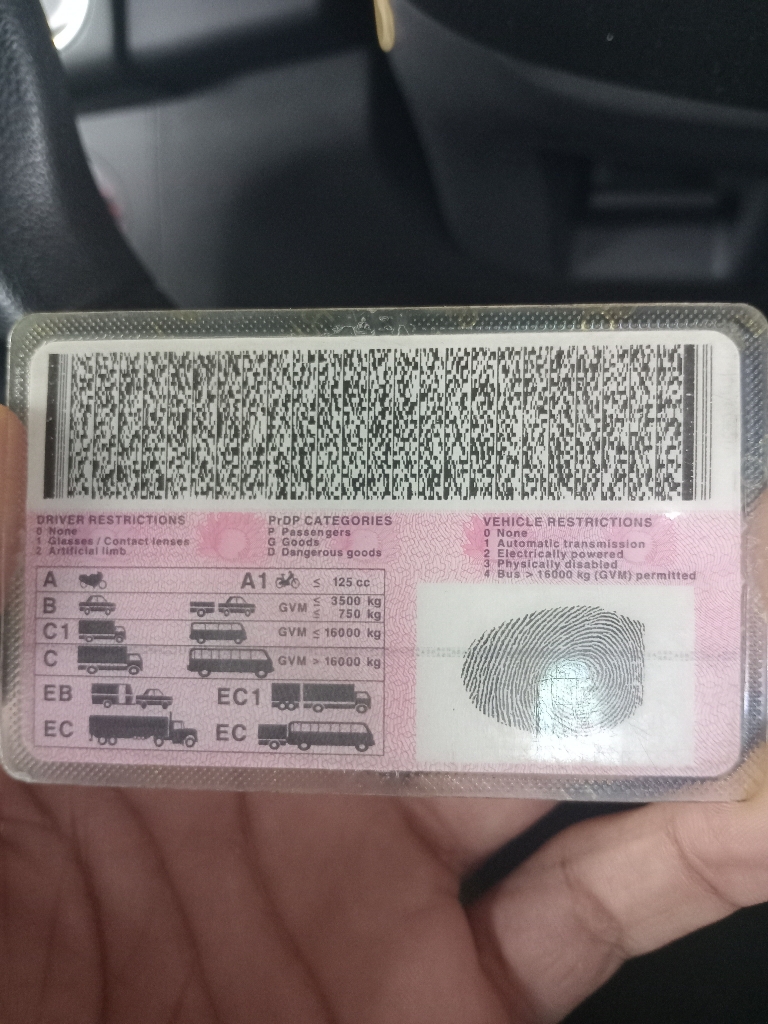 DRIVER RESTRICTIONS
0 None
1 Glasses / Contact lenses
2 Artificial limb
PrDP CATEGORIES
P Passengers
G Goods
D Dangerous goods
VEHICLE RESTRICTIONS
0 None
1 Automatic transmission
2 Electrically powered
3 Physically disabled
4 Bus > 16000 kg (GVM) permitted
A A1 ≤ 125 cc
B GVM ≤ 3500 kg
≤ 750 kg
C1 GVM ≤ 16000 kg
C GVM > 16000 kg
EB EC1
EC EC